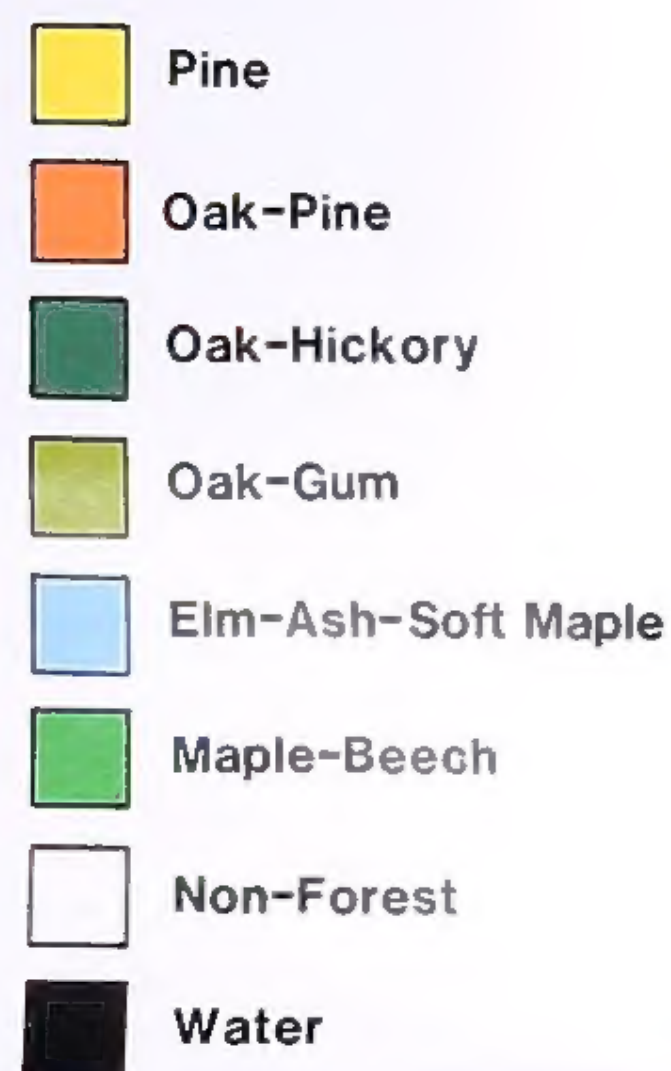 Pine
Oak-Pine
Oak-Hickory
Oak-Gum
Elm-Ash-Soft Maple
Maple-Beech
Non-Forest
Water